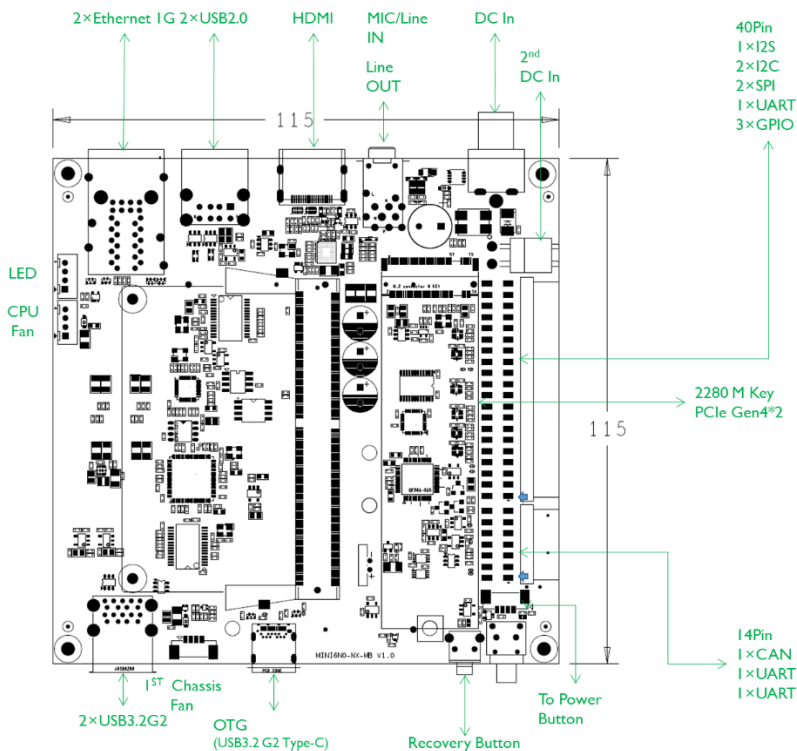 2×Ethernet 1G 2×USB2.0
HDMI
MIC/Line
IN
Line
OUT
DC In
2nd
DC In
40Pin
1×I2S
2×I2C
2×SPI
1×UART
3×GPIO
115
LED
CPU
Fan
2280 M Key
PCIe Gen4*2
115
MINI6N0-NX-MB V1.0
1ST Chassis
Fan
2×USB3.2G2
OTG
(USB3.2 G2 Type-C)
Recovery Button
To Power
Button
14Pin
1×CAN
1×UART
1×UART